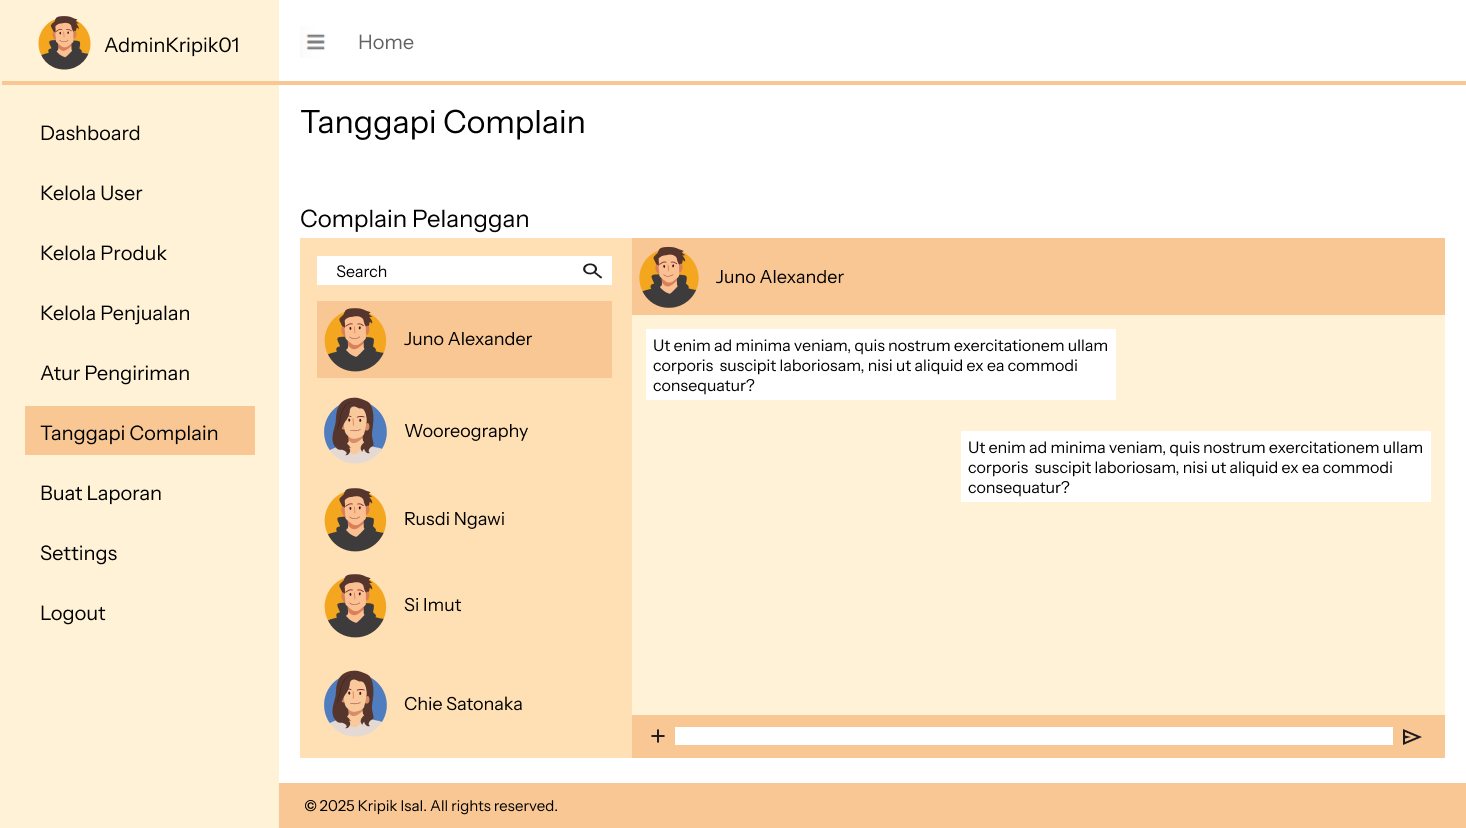 AdminKripik01
Home
Dashboard
Kelola User
Kelola Produk
Kelola Penjualan
Atur Pengiriman
Tanggapi Complain
Buat Laporan
Settings
Logout
Tanggapi Complain
Complain Pelanggan
Search
Juno Alexander
Wooreography
Rusdi Ngawi
Si Imut
Chie Satonaka
Juno Alexander
Ut enim ad minima veniam, quis nostrum exercitationem ullam
corporis  suscipit laboriosam, nisi ut aliquid ex ea commodi
consequatur?
Ut enim ad minima veniam, quis nostrum exercitationem ullam
corporis  suscipit laboriosam, nisi ut aliquid ex ea commodi
consequatur?
© 2025 Kripik Isal. All rights reserved.